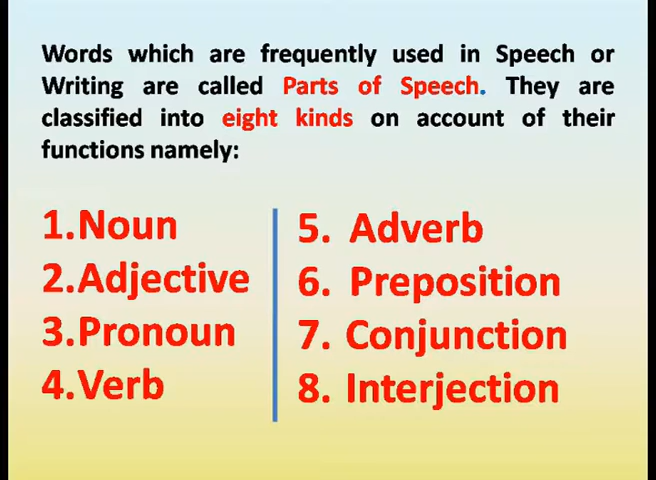 Words which are frequently used in Speech or
Writing are called Parts of Speech. They are
classified into eight kinds on account of their
functions namely:
1.Noun
2.Adjective
3.Pronoun
4.Verb
5. Adverb
6. Preposition
7. Conjunction
8. Interjection